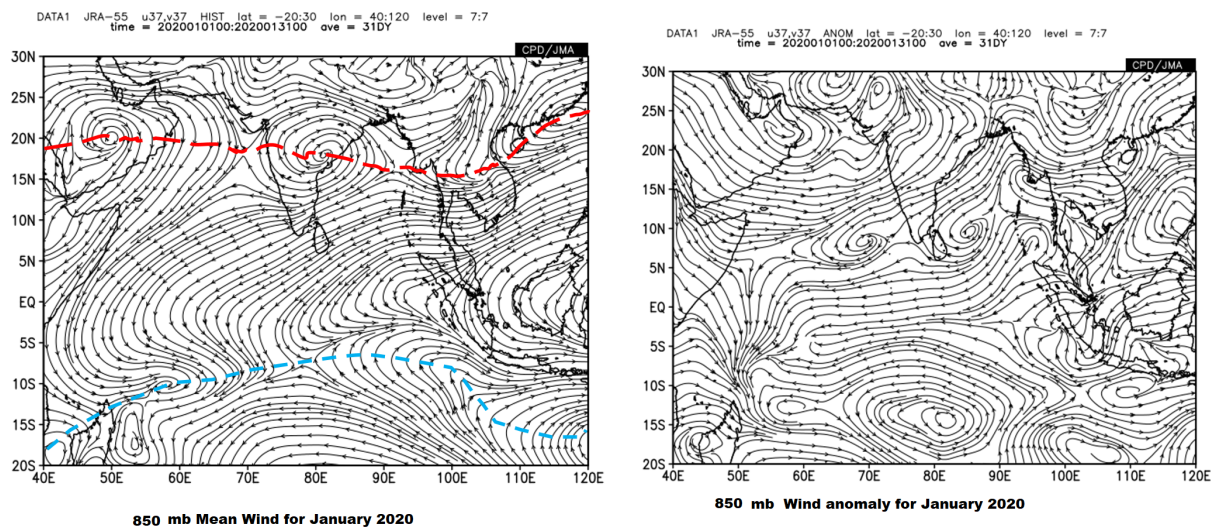 DATA1 JRA-55 u37,v37 HIST lat = -20:30 lon = 40:120 level = 7:7
time = 2020010100:2020013100 ave = 31DY
CPD/JMA
30N
25N
20N
15N
10N
5N
EQ
5S
10S
15S
20S
40E 50E 60E 70E 80E 90E 100E 110E 120E
850 mb Mean Wind for January 2020
DATA1 JRA-55 u37,v37 ANOM lat = -20:30 lon = 40:120 level = 7:7
time = 2020010100:2020013100 ave = 31DY
CPD/JMA
30N
25N
20N
15N
10N
5N
EQ
5S
10S
15S
20S
40E 50E 60E 70E 80E 90E 100E 110E 120E
850 mb Wind anomaly for January 2020